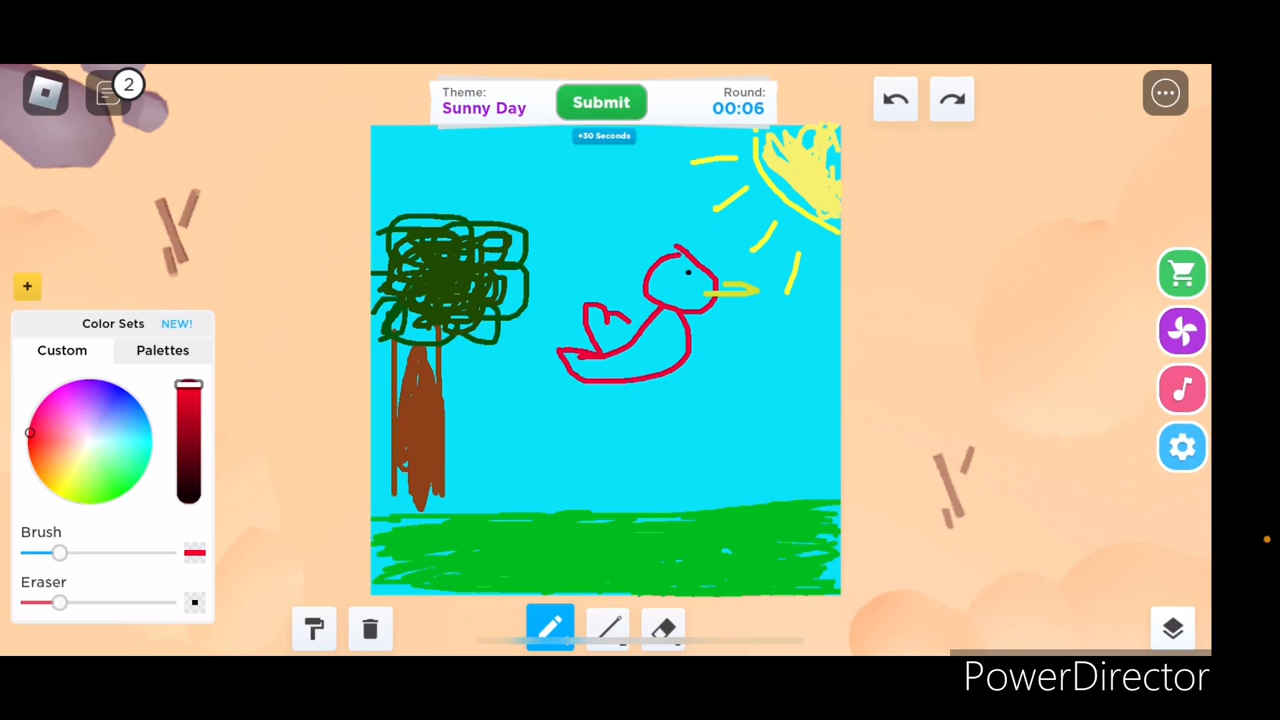 2
Theme:
Sunny Day
Submit
Round:
00:06
+30 Seconds
+
Color Sets NEW!
Custom Palettes
Brush
Eraser
PowerDirector